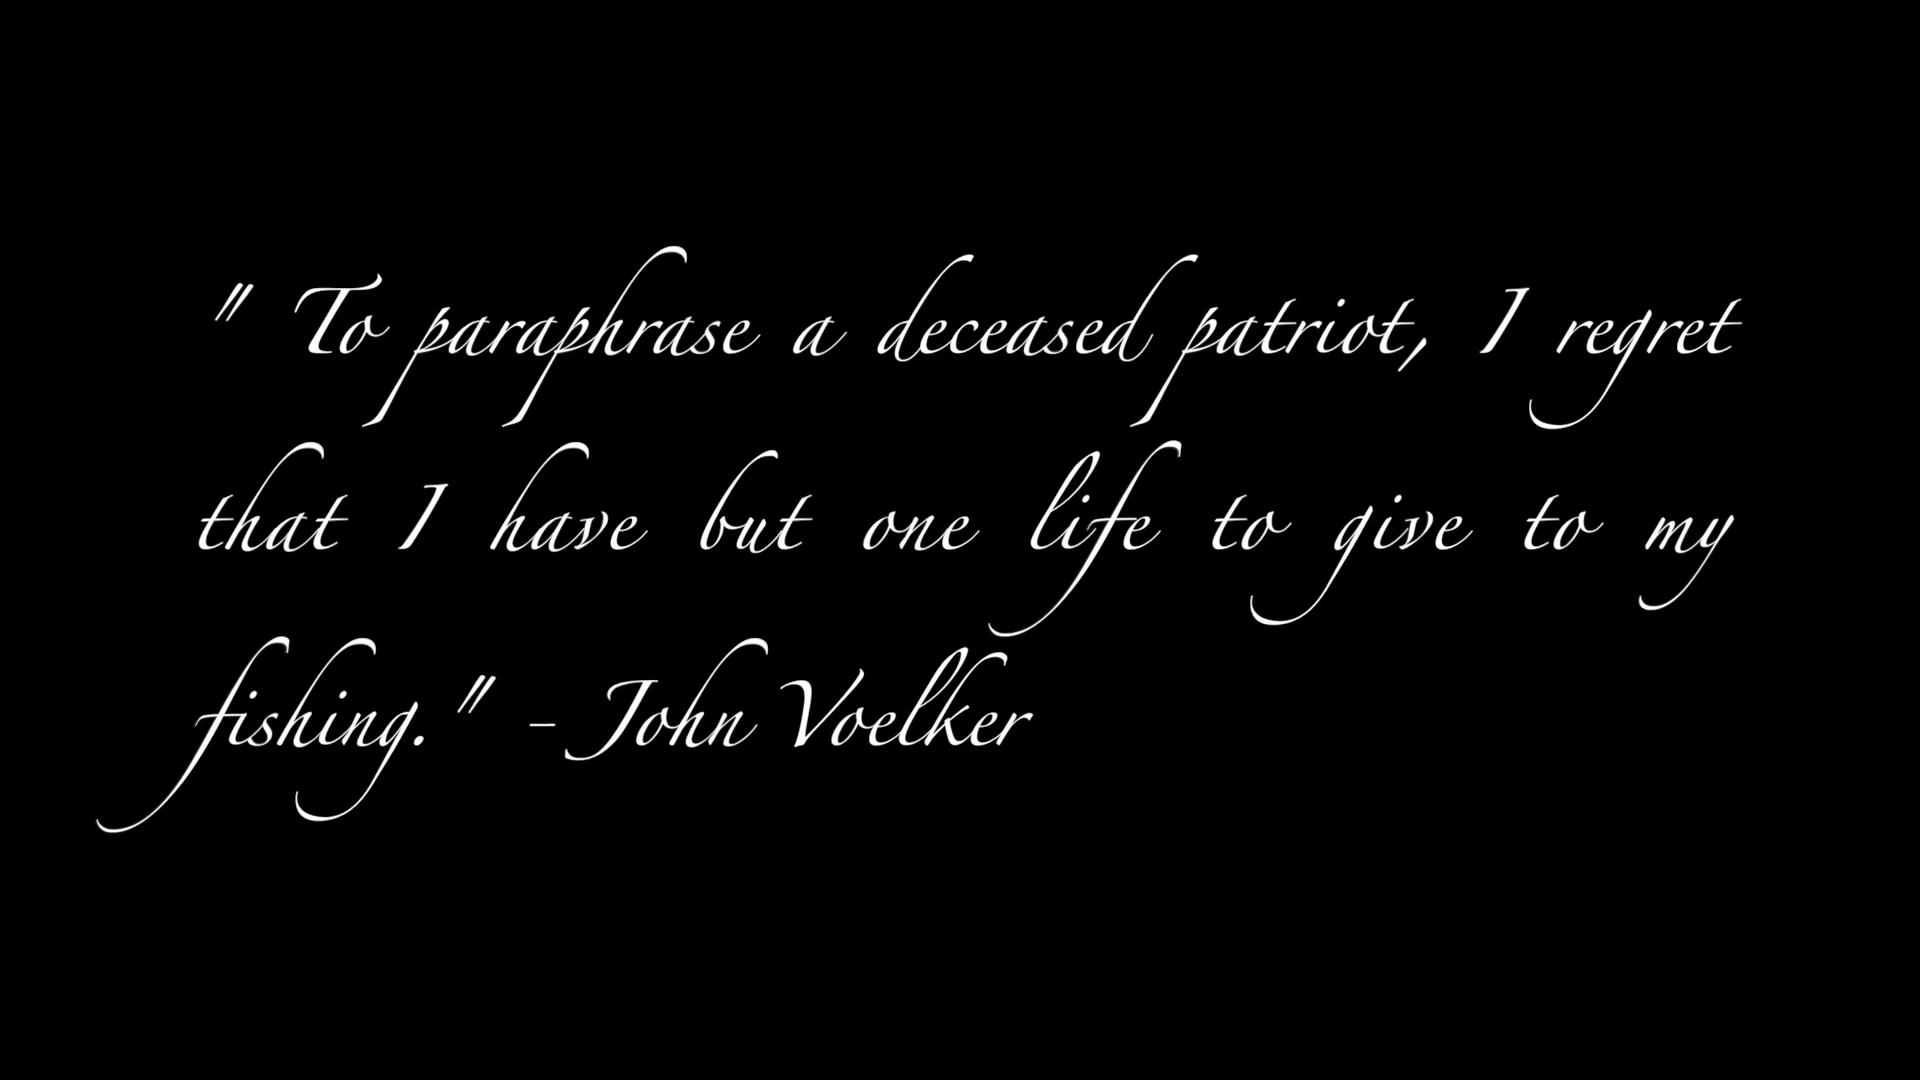 " To paraphrase a deceased patriot, I regret
that I have but one life to give to my
fishing." - John Voelker